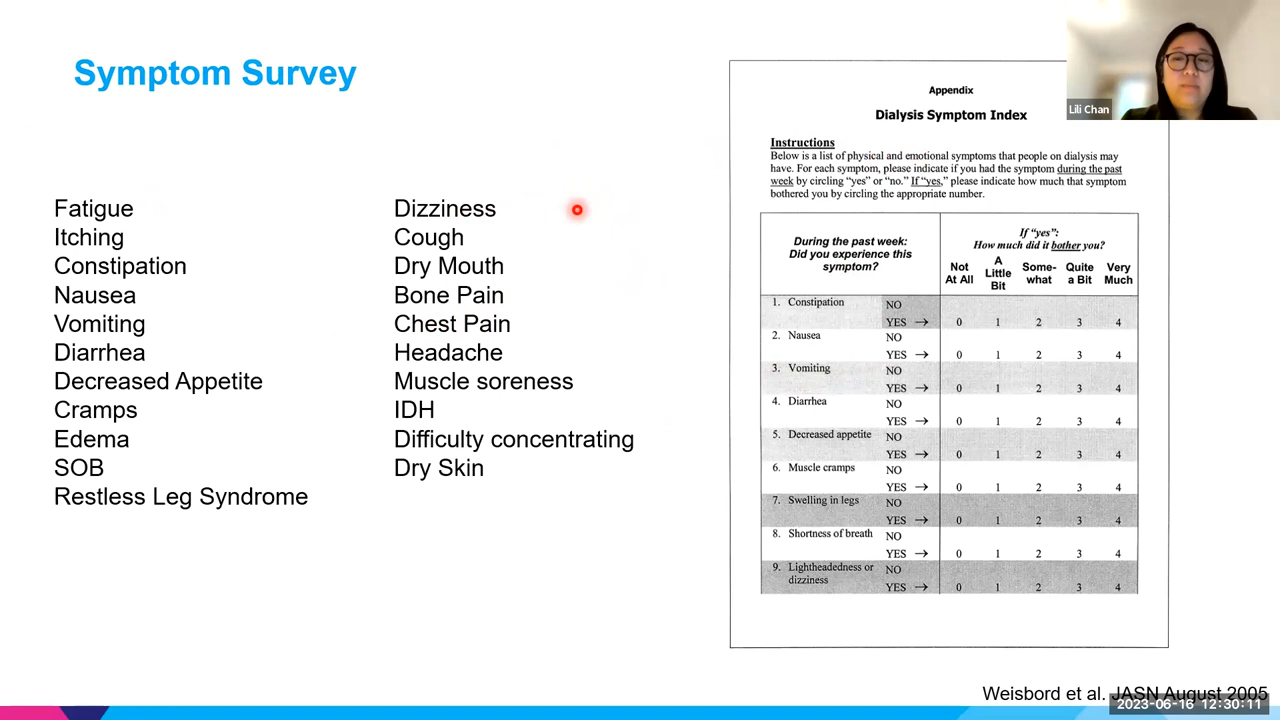 Symptom Survey
Fatigue
Itching
Constipation
Nausea
Vomiting
Diarrhea
Decreased Appetite
Cramps
Edema
SOB
Restless Leg Syndrome
Dizziness
Cough
Dry Mouth
Bone Pain
Chest Pain
Headache
Muscle soreness
IDH
Difficulty concentrating
Dry Skin
Appendix
Dialysis Symptom Index
Instructions
Below is a list of physical and emotional symptoms that people on dialysis may
have. For each symptom, please indicate if you had the symptom during the past
week by circling “yes” or “no.” If “yes,” please indicate how much that symptom
bothered you by circling the appropriate number.
During the past week:
Did you experience this
symptom?
If “yes”:
How much did it bother you?
Not At All
A Little Bit
Some-what
Quite a Bit
Very Much
1. Constipation NO
YES → 0 1 2 3 4
2. Nausea NO
YES → 0 1 2 3 4
3. Vomiting NO
YES → 0 1 2 3 4
4. Diarrhea NO
YES → 0 1 2 3 4
5. Decreased appetite NO
YES → 0 1 2 3 4
6. Muscle cramps NO
YES → 0 1 2 3 4
7. Swelling in legs NO
YES → 0 1 2 3 4
8. Shortness of breath NO
YES → 0 1 2 3 4
9. Lightheadedness or NO
dizziness YES → 0 1 2 3 4
Lili Chan
Weisbord et al. JASN August 2005
2023-06-16 12:30:11